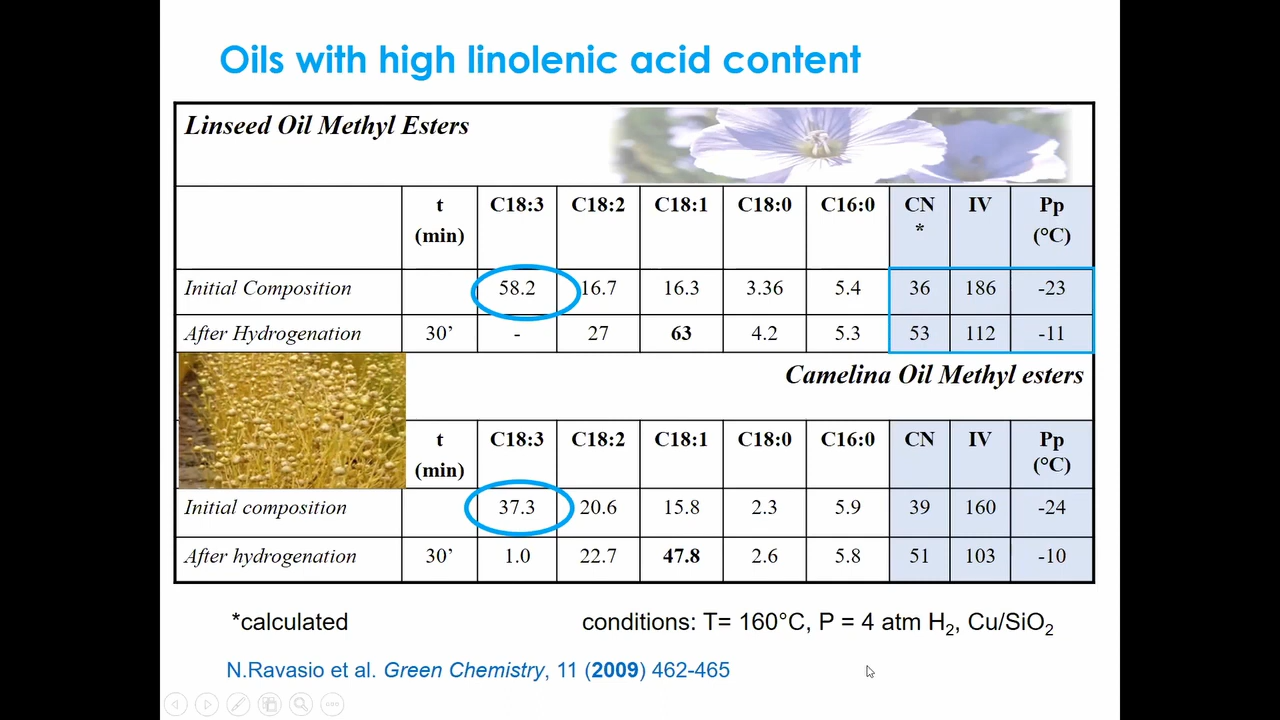 Oils with high linolenic acid content
Linseed Oil Methyl Esters
t (min) C18:3 C18:2 C18:1 C18:0 C16:0 CN * IV Pp (°C)
Initial Composition 58.2 16.7 16.3 3.36 5.4 36 186 -23
After Hydrogenation 30’ - 27 63 4.2 5.3 53 112 -11
Camelina Oil Methyl esters
t (min) C18:3 C18:2 C18:1 C18:0 C16:0 CN IV Pp (°C)
Initial composition 37.3 20.6 15.8 2.3 5.9 39 160 -24
After hydrogenation 30’ 1.0 22.7 47.8 2.6 5.8 51 103 -10
*calculated conditions: T= 160°C, P = 4 atm H2, Cu/SiO2
N.Ravasio et al. Green Chemistry, 11 (2009) 462-465